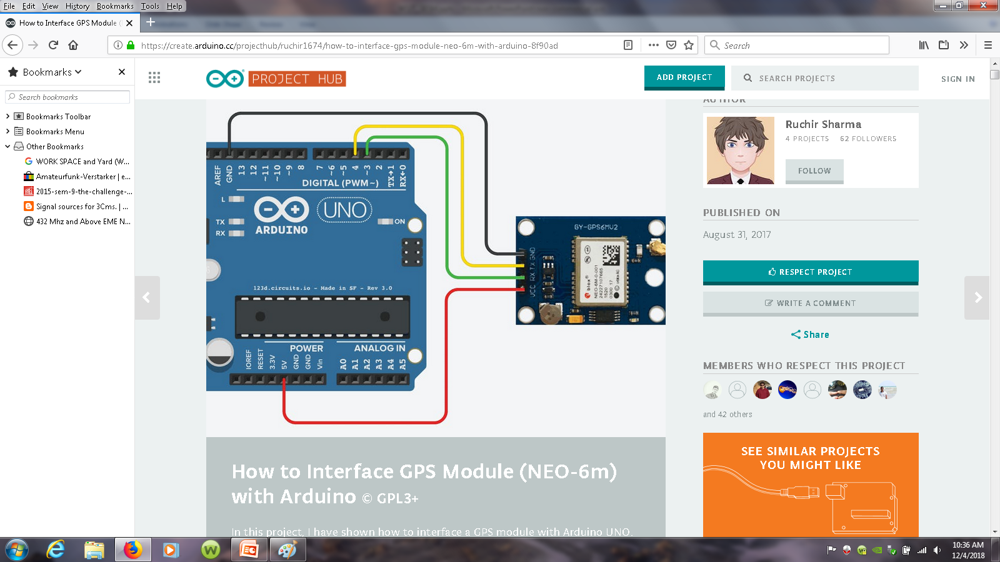 File Edit View History Bookmarks Tools Help
How to Interface GPS Module (
https://create.arduino.cc/projecthub/ruchir1674/how-to-interface-gps-module-neo-6m-with-arduino-8f90ad
Search
Bookmarks
Search bookmarks
Bookmarks Toolbar
Bookmarks Menu
Other Bookmarks
WORK SPACE and Yard (W...
Amateurfunk-Verstarker | e...
2015-sem-9-the-challenge-...
Signal sources for 3Cms. | ...
432 Mhz and Above EME N...
PROJECT HUB
ADD PROJECT
SEARCH PROJECTS
SIGN IN
AREF GND 13 12 ~11 ~10 ~9 8 7 ~6 ~5 4 ~3 2 TX→1 RX←0
DIGITAL (PWM~)
L
TX
RX
UNO
ON
ARDUINO
123d.circuits.io - Made in SF - Rev 3.0
POWER
ANALOG IN
IOREF RESET 3.3V 5V GND GND Vin A0 A1 A2 A3 A4 A5
GY-GPS6MV2
VCC RX TX GND
blox
NEO-6M-0-001
AUTHOR
Ruchir Sharma
4 PROJECTS 62 FOLLOWERS
FOLLOW
PUBLISHED ON
August 31, 2017
RESPECT PROJECT
WRITE A COMMENT
Share
MEMBERS WHO RESPECT THIS PROJECT
and 42 others
SEE SIMILAR PROJECTS
YOU MIGHT LIKE
How to Interface GPS Module (NEO-6m)
with Arduino © GPL3+
In this project, I have shown how to interface a GPS module with Arduino UNO.
10:36 AM
12/4/2018